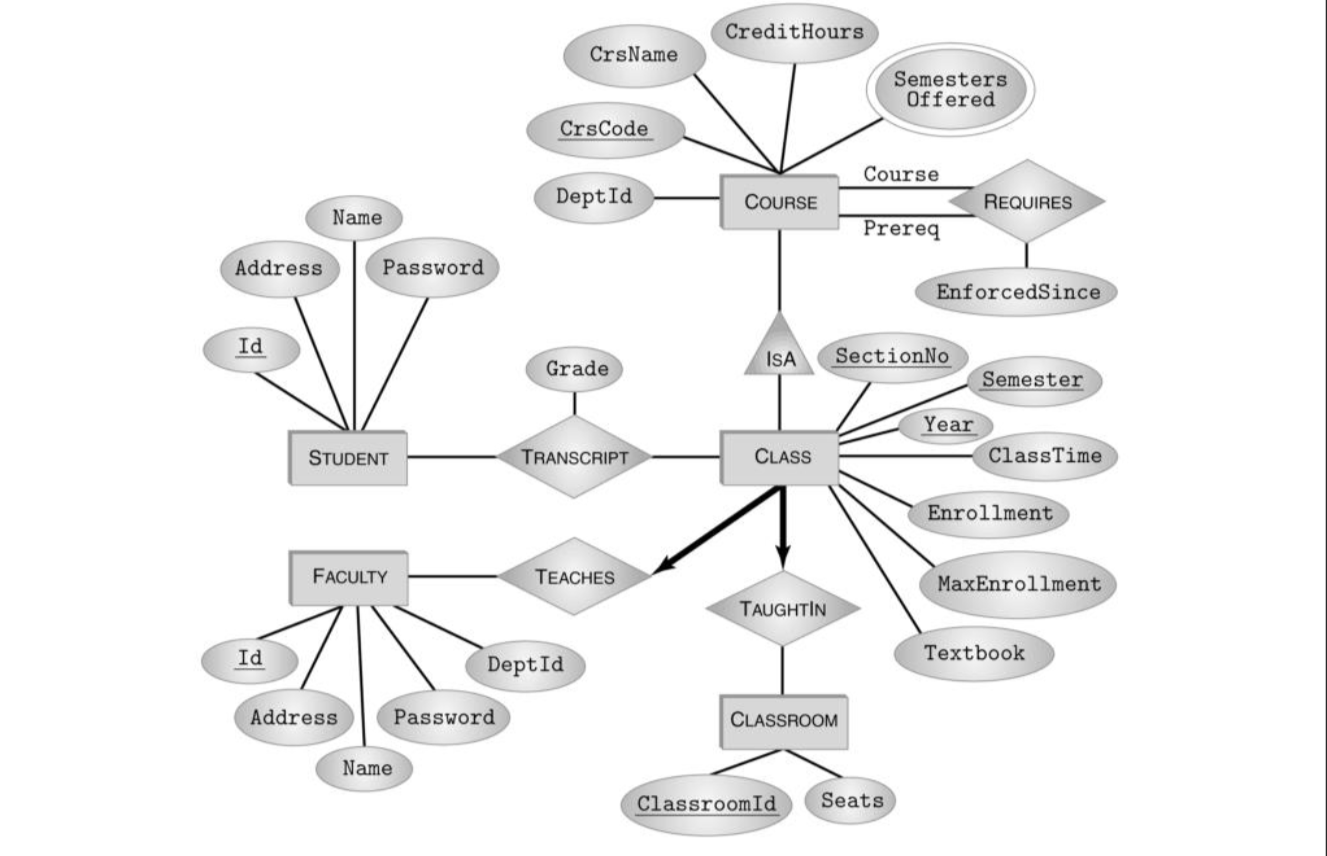 CreditHours
CrsName
Semesters
Offered
CrsCode
Course
DeptId
COURSE
REQUIRES
Prereq
Name
Address
Password
EnforcedSince
Id
ISA
SectionNo
Grade
Semester
Year
STUDENT
TRANSCRIPT
CLASS
ClassTime
Enrollment
FACULTY
TEACHES
MaxEnrollment
TAUGHTIN
Id
DeptId
Textbook
Address
Password
CLASSROOM
Name
ClassroomId
Seats